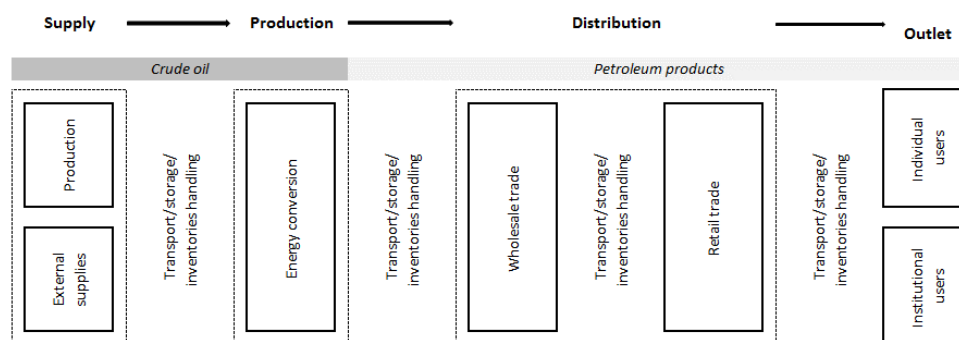 Supply
Production
Distribution
Outlet
Crude oil
Petroleum products
Production
External
supplies
Transport/storage/
inventories handling
Energy conversion
Transport/storage/
inventories handling
Wholesale trade
Transport/storage/
inventories handling
Retail trade
Transport/storage/
inventories handling
Individual
users
Institutional
users